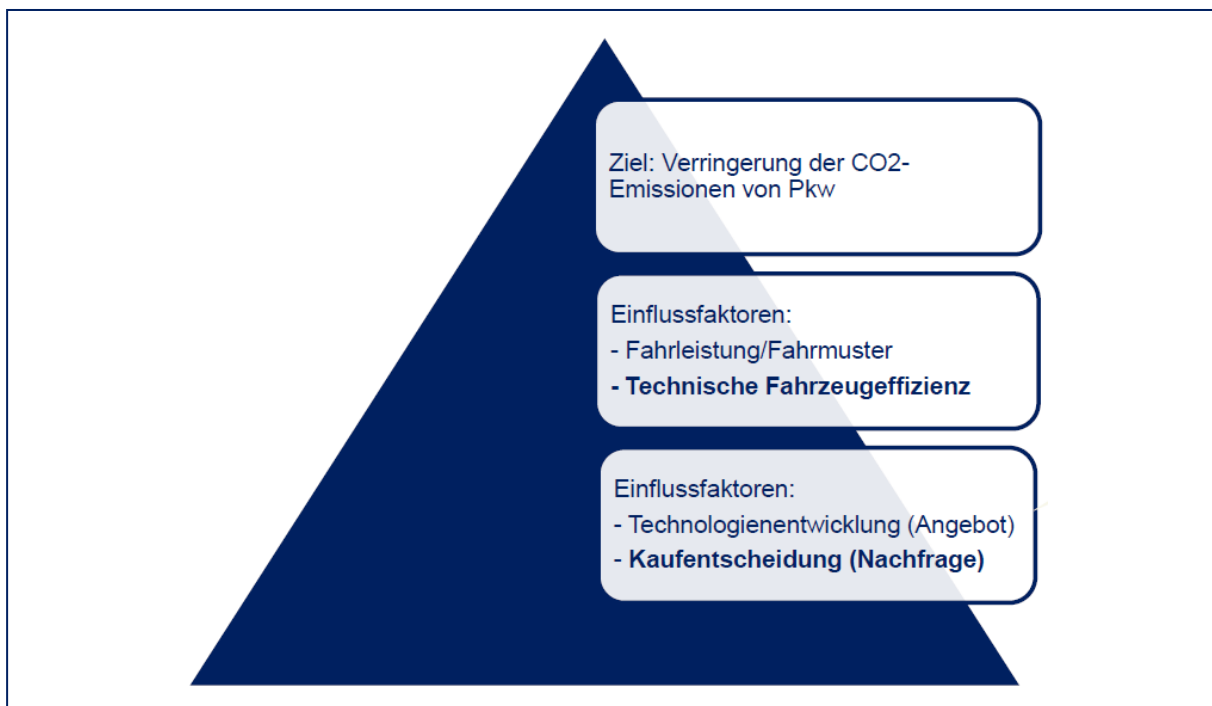 Ziel: Verringerung der CO2-
Emissionen von Pkw
Einflussfaktoren:
- Fahrleistung/Fahrmuster
- Technische Fahrzeugeffizienz
Einflussfaktoren:
- Technologienentwicklung (Angebot)
- Kaufentscheidung (Nachfrage)